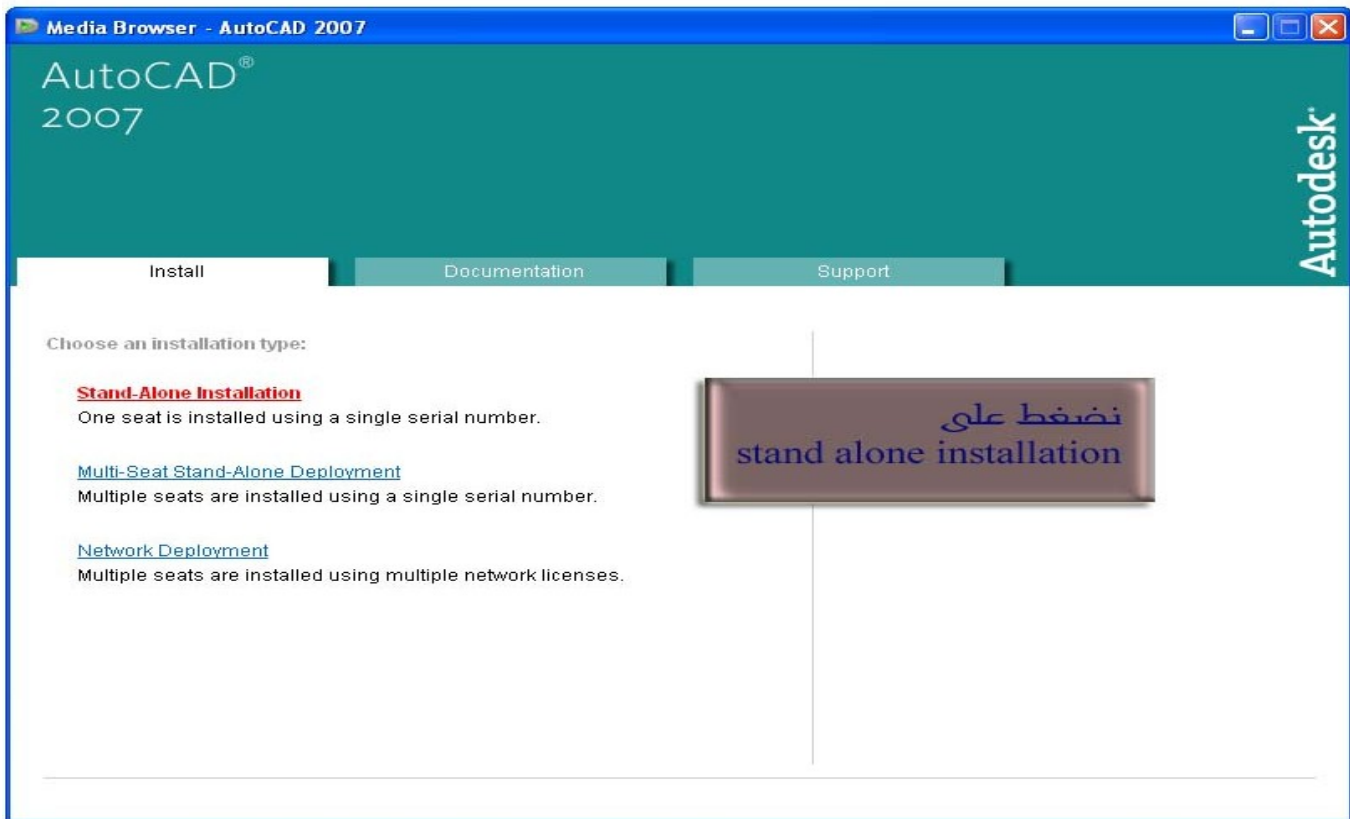 Media Browser - AutoCAD 2007
AutoCAD®
2007
Autodesk®
Install
Documentation
Support
Choose an installation type:
Stand-Alone Installation
One seat is installed using a single serial number.
نضغط على
stand alone installation
Multi-Seat Stand-Alone Deployment
Multiple seats are installed using a single serial number.
Network Deployment
Multiple seats are installed using multiple network licenses.